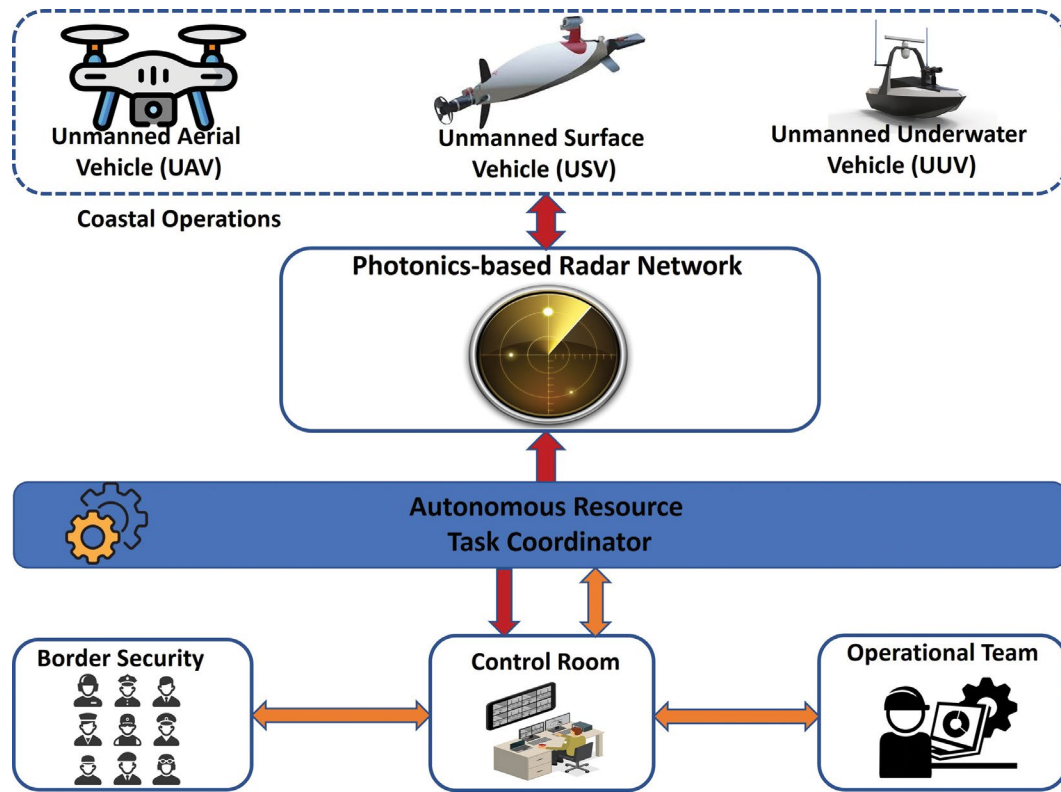 Unmanned Aerial
Vehicle (UAV)
Unmanned Surface
Vehicle (USV)
Unmanned Underwater
Vehicle (UUV)
Coastal Operations
Photonics-based Radar Network
Autonomous Resource
Task Coordinator
Border Security
Control Room
Operational Team